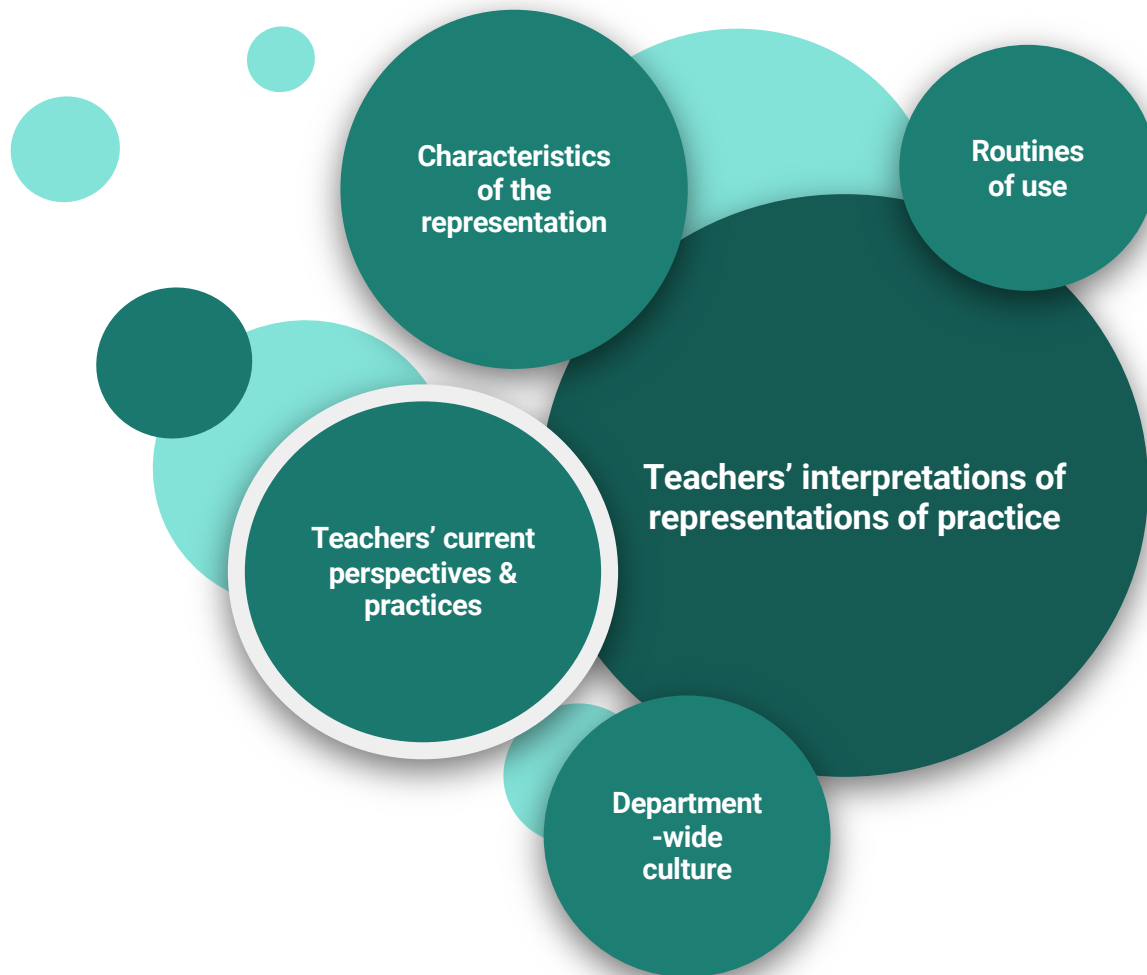 Characteristics
of the
representation
Routines
of use
Teachers’ interpretations of
representations of practice
Teachers’ current
perspectives &
practices
Department
-wide
culture